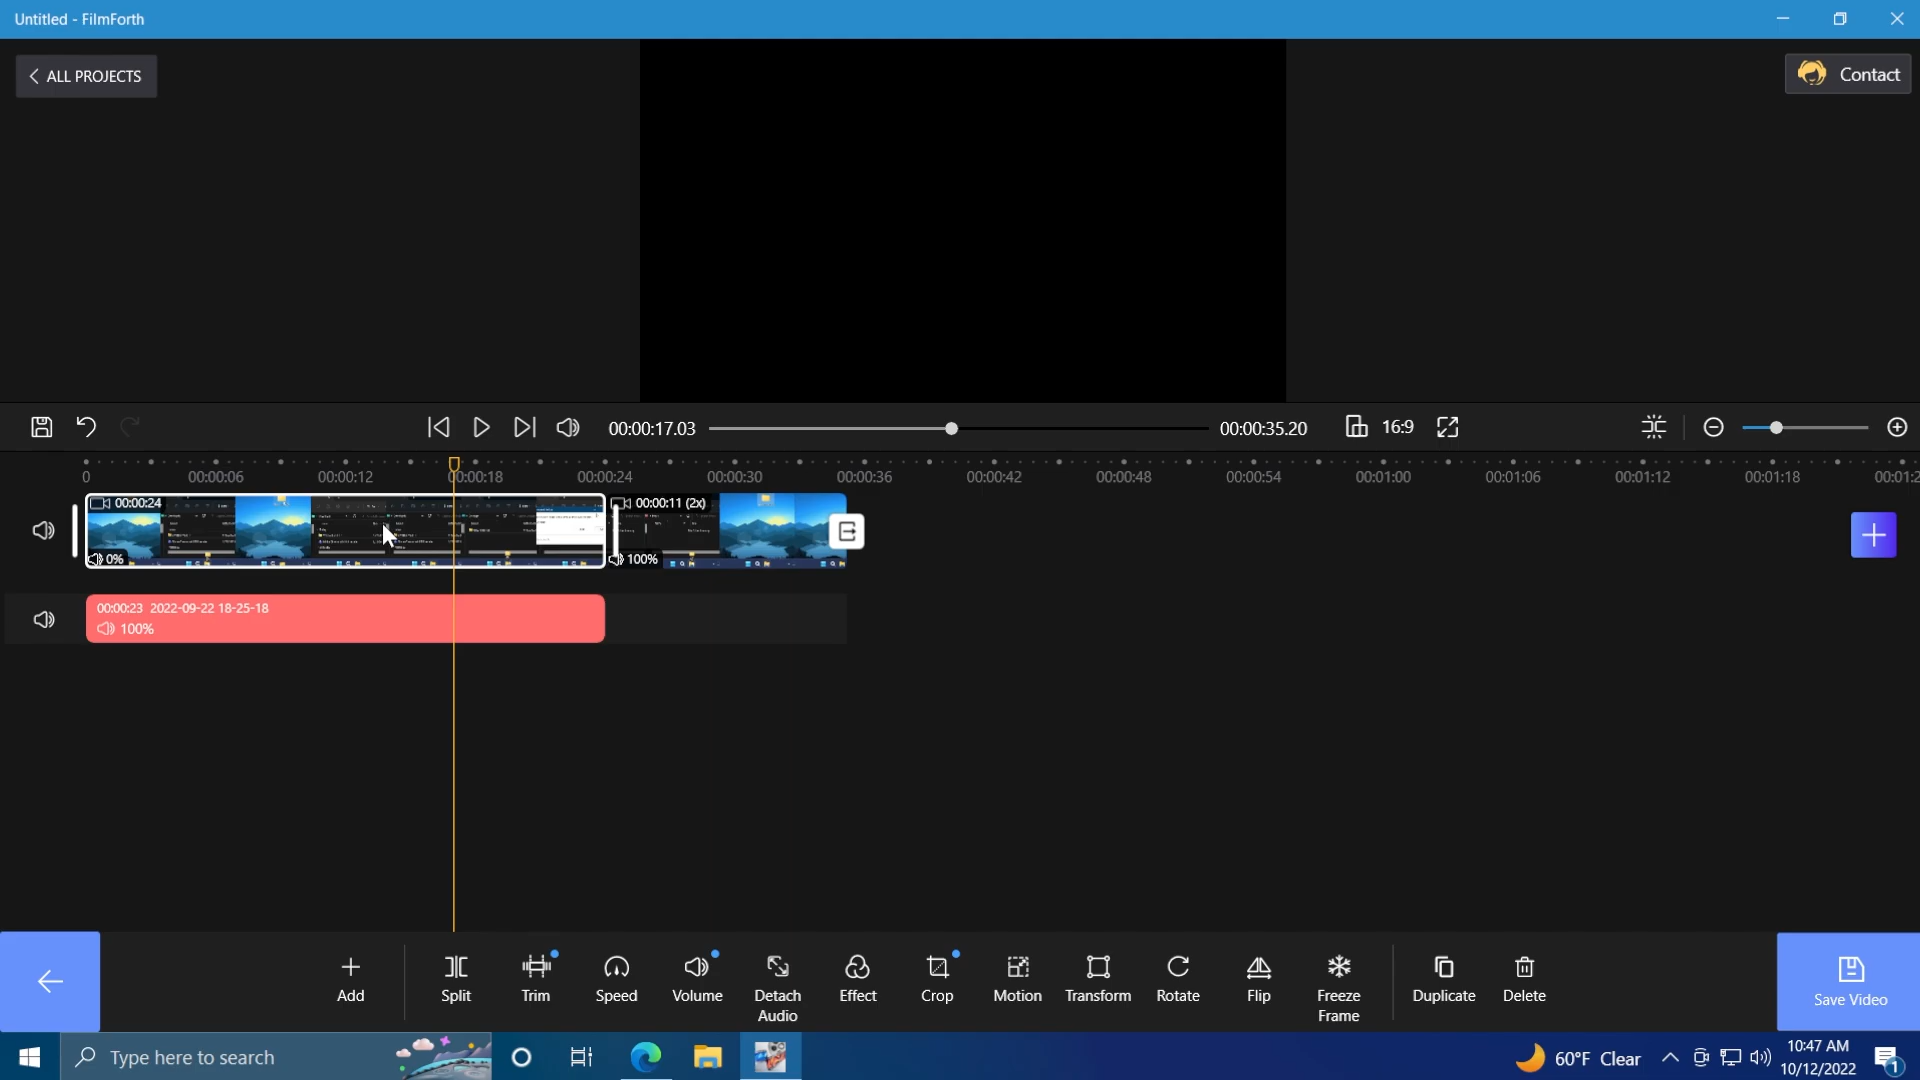 Untitled - FilmForth
ALL PROJECTS
Contact
00:00:17.03
00:00:35.20
16:9
0 00:00:06 00:00:12 00:00:18 00:00:24 00:00:30 00:00:36 00:00:42 00:00:48 00:00:54 00:01:00 00:01:06 00:01:12 00:01:18
00:00:24
0%
00:00:11 (2x)
100%
00:00:23 2022-09-22 18-25-18
100%
Add
Split
Trim
Speed
Volume
Detach
Audio
Effect
Crop
Motion
Transform
Rotate
Flip
Freeze
Frame
Duplicate
Delete
Save Video
Type here to search
60°F Clear
10:47 AM
10/12/2022
1